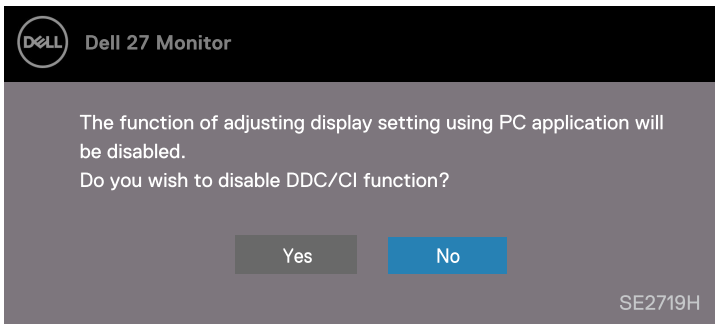 DELL
Dell 27 Monitor
The function of adjusting display setting using PC application will
be disabled.
Do you wish to disable DDC/CI function?
Yes
No
SE2719H